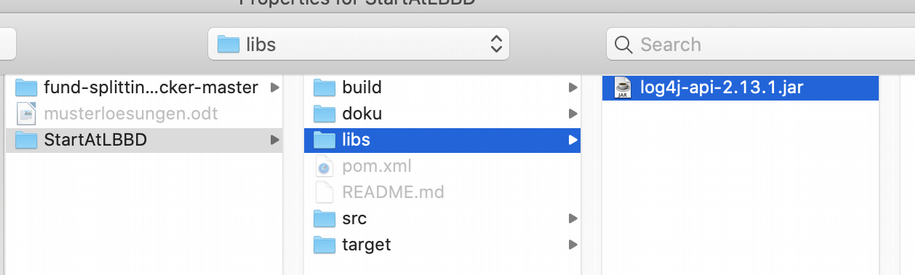 Properties for StartAtLBBD
libs
Search
fund-splittin...cker-master
musterloesungen.odt
StartAtLBBD
build
doku
libs
pom.xml
README.md
src
target
JAR
log4j-api-2.13.1.jar